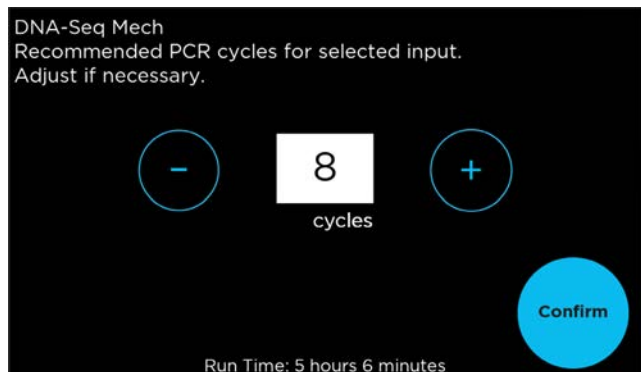 DNA-Seq Mech
Recommended PCR cycles for selected input.
Adjust if necessary.
- 8 +
cycles
Confirm
Run Time: 5 hours 6 minutes